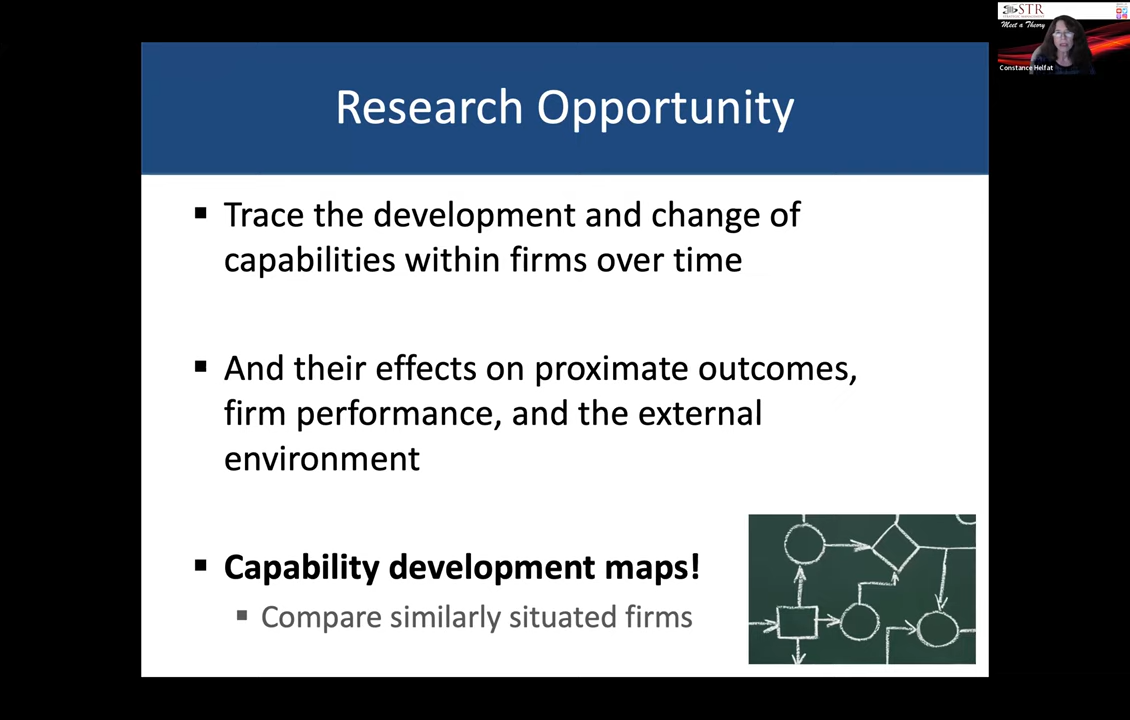 STR
Meet a Theory
Constance Helfat
Research Opportunity
▪ Trace the development and change of
capabilities within firms over time
▪ And their effects on proximate outcomes,
firm performance, and the external
environment
▪ Capability development maps!
▪ Compare similarly situated firms